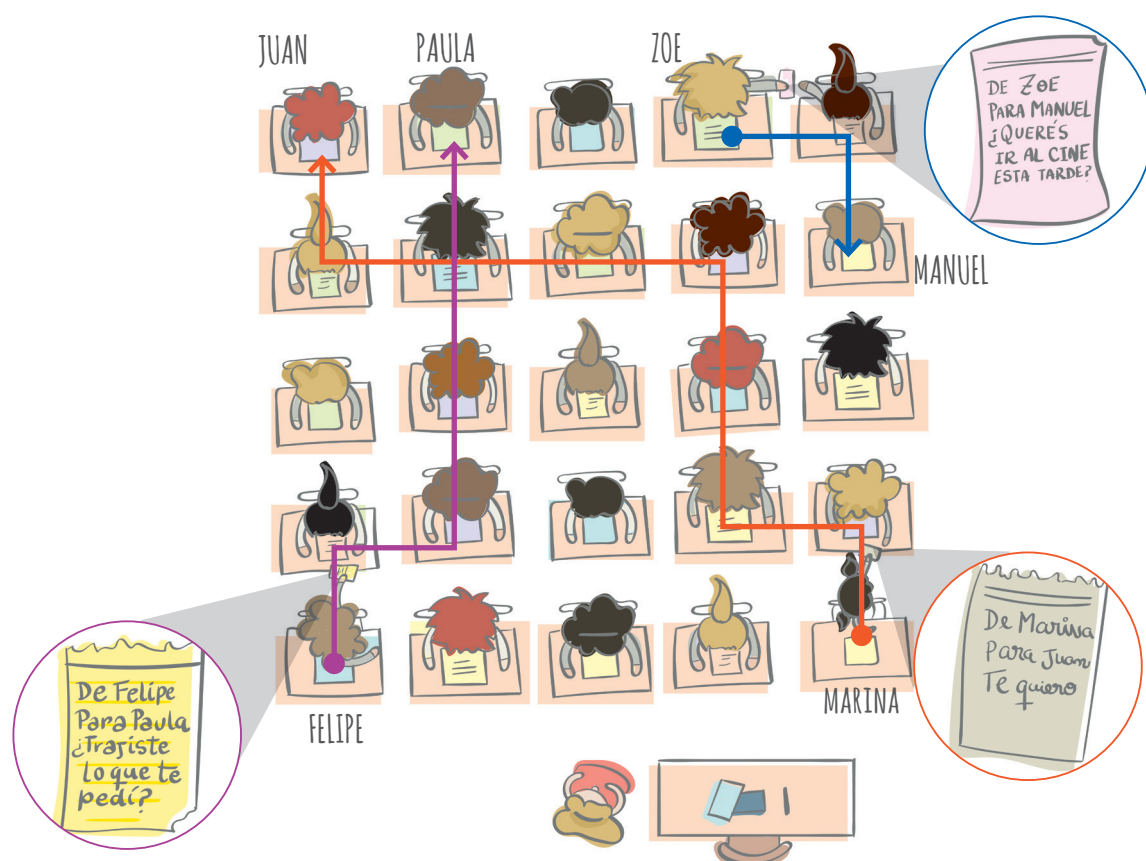 JUAN
PAULA
ZOE
DE ZOE
PARA MANUEL
¿QUERÉS
IR AL CINE
ESTA TARDE?
MANUEL
De Felipe
Para Paula
¿Trajiste
lo que te
pedí?
FELIPE
MARINA
De Marina
Para Juan
Te quiero